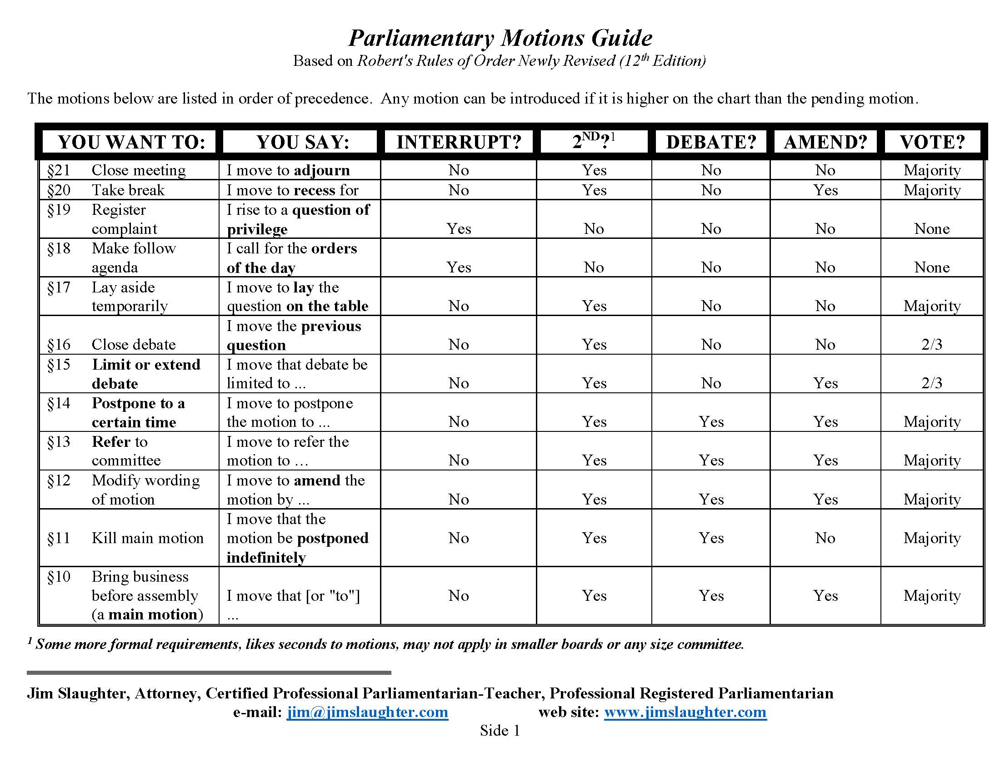 Parliamentary Motions Guide
Based on Robert's Rules of Order Newly Revised (12th Edition)
The motions below are listed in order of precedence.  Any motion can be introduced if it is higher on the chart than the pending motion.
YOU WANT TO: YOU SAY: INTERRUPT? 2ND?1 DEBATE? AMEND? VOTE?
§21 Close meeting I move to adjourn No Yes No No Majority
§20 Take break I move to recess for No Yes No Yes Majority
§19 Register I rise to a question of
complaint privilege Yes No No No None
§18 Make follow I call for the orders
agenda of the day Yes No No No None
§17 Lay aside I move to lay the
temporarily question on the table No Yes No No Majority
I move the previous
§16 Close debate question No Yes No No 2/3
§15 Limit or extend I move that debate be
debate limited to ... No Yes No Yes 2/3
§14 Postpone to a I move to postpone
certain time the motion to ... No Yes Yes Yes Majority
§13 Refer to I move to refer the
committee motion to … No Yes Yes Yes Majority
§12 Modify wording I move to amend the
of motion motion by ... No Yes Yes Yes Majority
I move that the
§11 Kill main motion motion be postponed No Yes Yes No Majority
indefinitely
§10 Bring business
before assembly I move that [or "to"] No Yes Yes Yes Majority
(a main motion) ...
1 Some more formal requirements, likes seconds to motions, may not apply in smaller boards or any size committee.
Jim Slaughter, Attorney, Certified Professional Parliamentarian-Teacher, Professional Registered Parliamentarian
e-mail: jim@jimslaughter.com web site: www.jimslaughter.com
Side 1